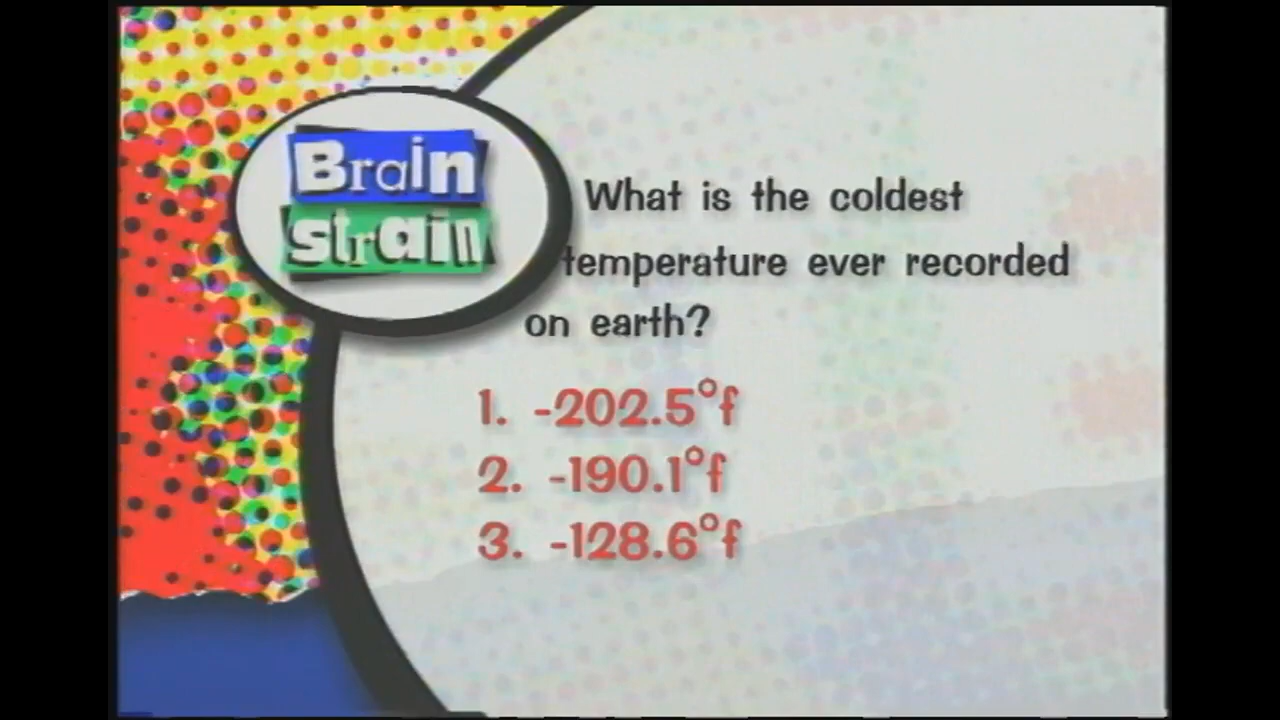 Brain
strain
What is the coldest
temperature ever recorded
on earth?
1. -202.5°f
2. -190.1°f
3. -128.6°f